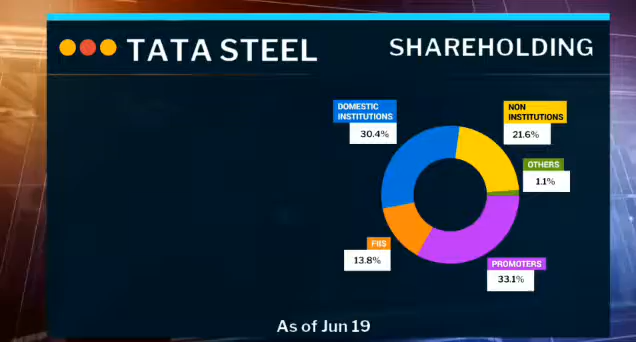 TATA STEEL
SHAREHOLDING
DOMESTIC
INSTITUTIONS
30.4%
NON
INSTITUTIONS
21.6%
OTHERS
1.1%
FIIS
13.8%
PROMOTERS
33.1%
As of Jun 19